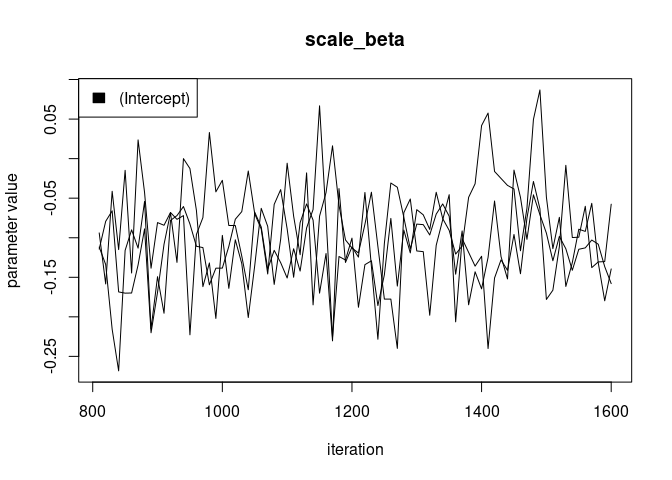 scale_beta
(Intercept)
parameter value
0.05
-0.05
-0.15
-0.25
800 1000 1200 1400 1600
iteration